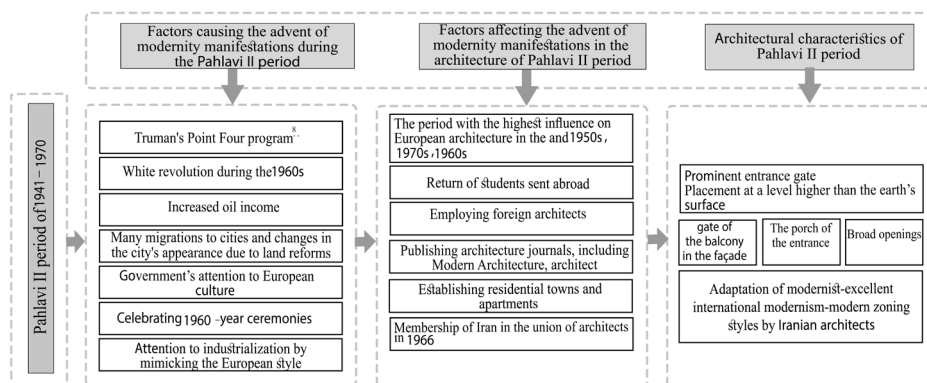 Factors causing the advent of
modernity manifestations during
the Pahlavi II period
Factors affecting the advent of
modernity manifestations in the
architecture of Pahlavi II period
Architectural characteristics of
Pahlavi II period
Pahlavi II period of 1941 – 1970
Truman's Point Four program8..
White revolution during the1960s
Increased oil income
Many migrations to cities and changes in
the city's appearance due to land reforms
Government's attention to European
culture
Celebrating 1960 -year ceremonies
Attention to industrialization by
mimicking the European style
The period with the highest influence on
European architecture in the and1950s,
1970s ،1960s
Return of students sent abroad
Employing foreign architects
Publishing architecture journals, including
Modern Architecture, architect
Establishing residential towns and
apartments
Membership of Iran in the union of architects
in 1966
Prominent entrance gate
Placement at a level higher than the earth's
surface
gate of
the balcony
in the façade
The porch of
the entrance
Broad openings
Adaptation of modernist-excellent
international modernism-modern zoning
styles by Iranian architects